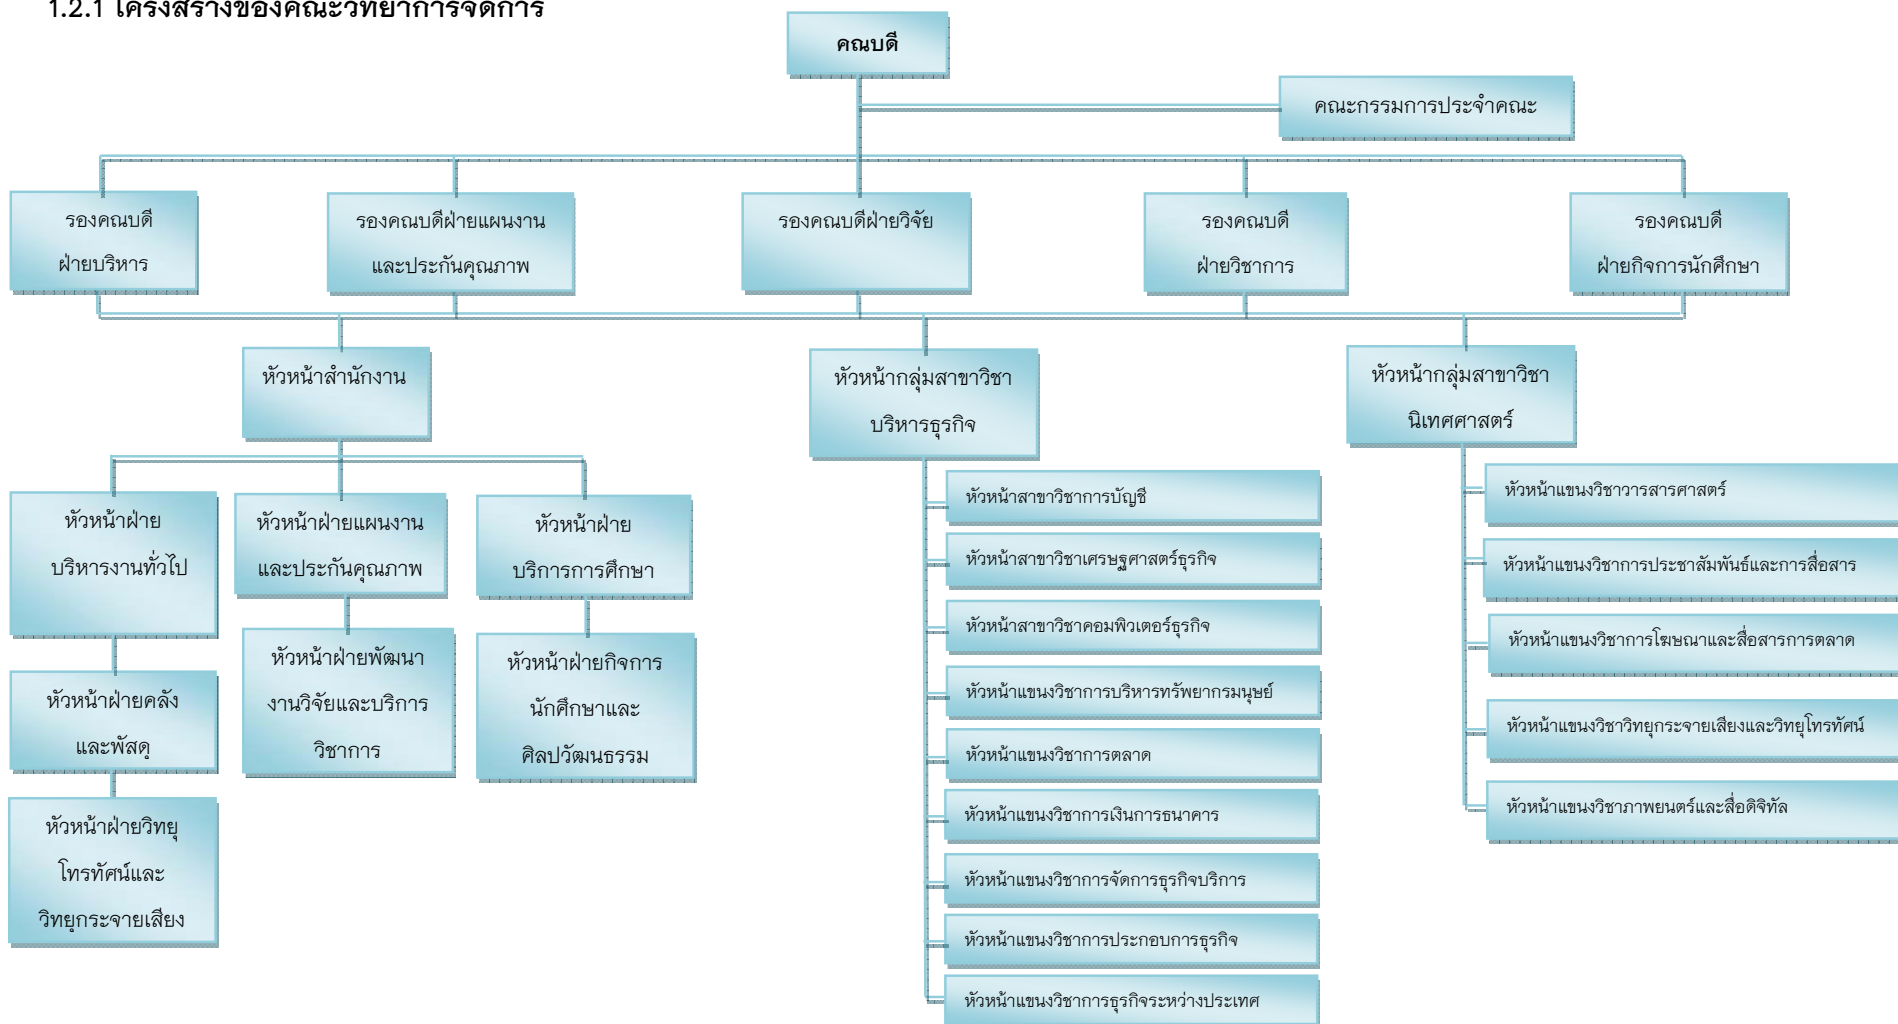 1.2.1 โครงสร้างของคณะวิทยาการจัดการ
คณบดี
คณะกรรมการประจำคณะ
รองคณบดี
ฝ่ายบริหาร
รองคณบดีฝ่ายแผนงาน
และประกันคุณภาพ
รองคณบดีฝ่ายวิจัย
รองคณบดี
ฝ่ายวิชาการ
รองคณบดี
ฝ่ายกิจการนักศึกษา
หัวหน้าสำนักงาน
หัวหน้ากลุ่มสาขาวิชา
บริหารธุรกิจ
หัวหน้ากลุ่มสาขาวิชา
นิเทศศาสตร์
หัวหน้าฝ่าย
บริหารงานทั่วไป
หัวหน้าฝ่ายแผนงาน
และประกันคุณภาพ
หัวหน้าฝ่าย
บริการการศึกษา
หัวหน้าฝ่ายคลัง
และพัสดุ
หัวหน้าฝ่ายพัฒนา
งานวิจัยและบริการ
วิชาการ
หัวหน้าฝ่ายกิจการ
นักศึกษาและ
ศิลปวัฒนธรรม
หัวหน้าฝ่ายวิทยุ
โทรทัศน์และ
วิทยุกระจายเสียง
หัวหน้าสาขาวิชาการบัญชี
หัวหน้าสาขาวิชาเศรษฐศาสตร์ธุรกิจ
หัวหน้าสาขาวิชาคอมพิวเตอร์ธุรกิจ
หัวหน้าแขนงวิชาการบริหารทรัพยากรมนุษย์
หัวหน้าแขนงวิชาการตลาด
หัวหน้าแขนงวิชาการเงินการธนาคาร
หัวหน้าแขนงวิชาการจัดการธุรกิจบริการ
หัวหน้าแขนงวิชาการประกอบการธุรกิจ
หัวหน้าแขนงวิชาการธุรกิจระหว่างประเทศ
หัวหน้าแขนงวิชาวารสารศาสตร์
หัวหน้าแขนงวิชาการประชาสัมพันธ์และการสื่อสาร
หัวหน้าแขนงวิชาการโฆษณาและสื่อสารการตลาด
หัวหน้าแขนงวิชาวิทยุกระจายเสียงและวิทยุโทรทัศน์
หัวหน้าแขนงวิชาภาพยนตร์และสื่อดิจิทัล